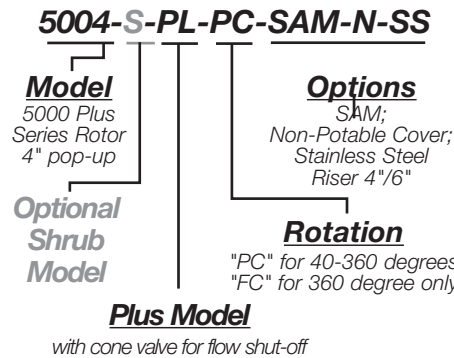 5004-S-PL-PC-SAM-N-SS
Model
5000 Plus
Series Rotor
4" pop-up
Options
SAM;
Non-Potable Cover;
Stainless Steel
Riser 4"/6"
Optional
Shrub
Model
Rotation
"PC" for 40-360 degrees
"FC" for 360 degree only
Plus Model
with cone valve for flow shut-off